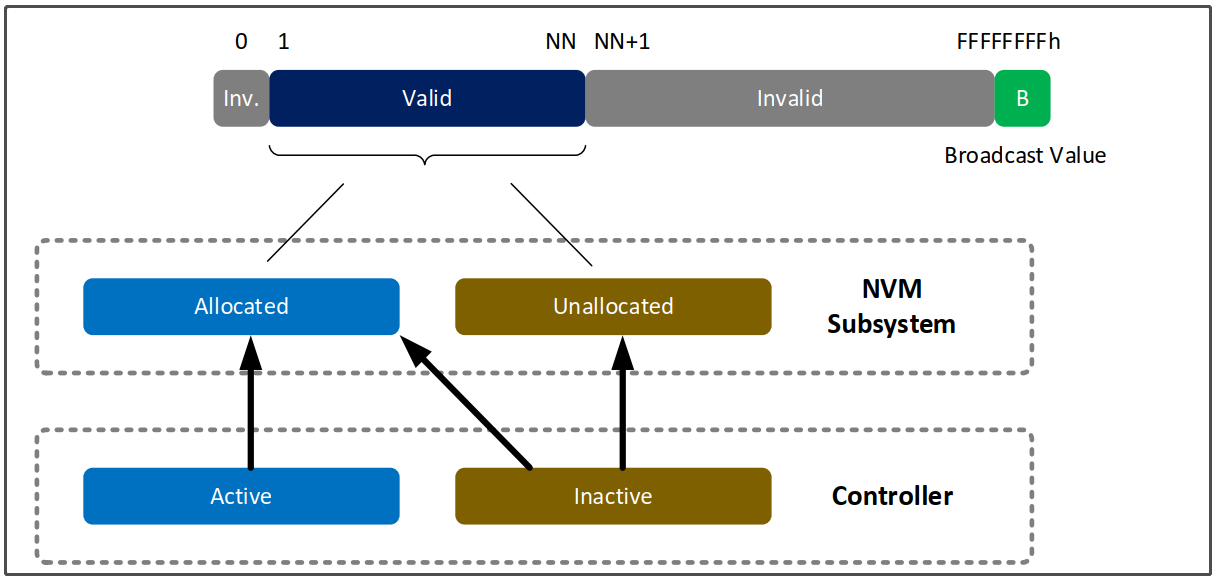 0 1 NN NN+1 FFFFFFFFh
Inv. Valid Invalid B
Broadcast Value
Allocated Unallocated NVM
Subsystem
Active Inactive Controller